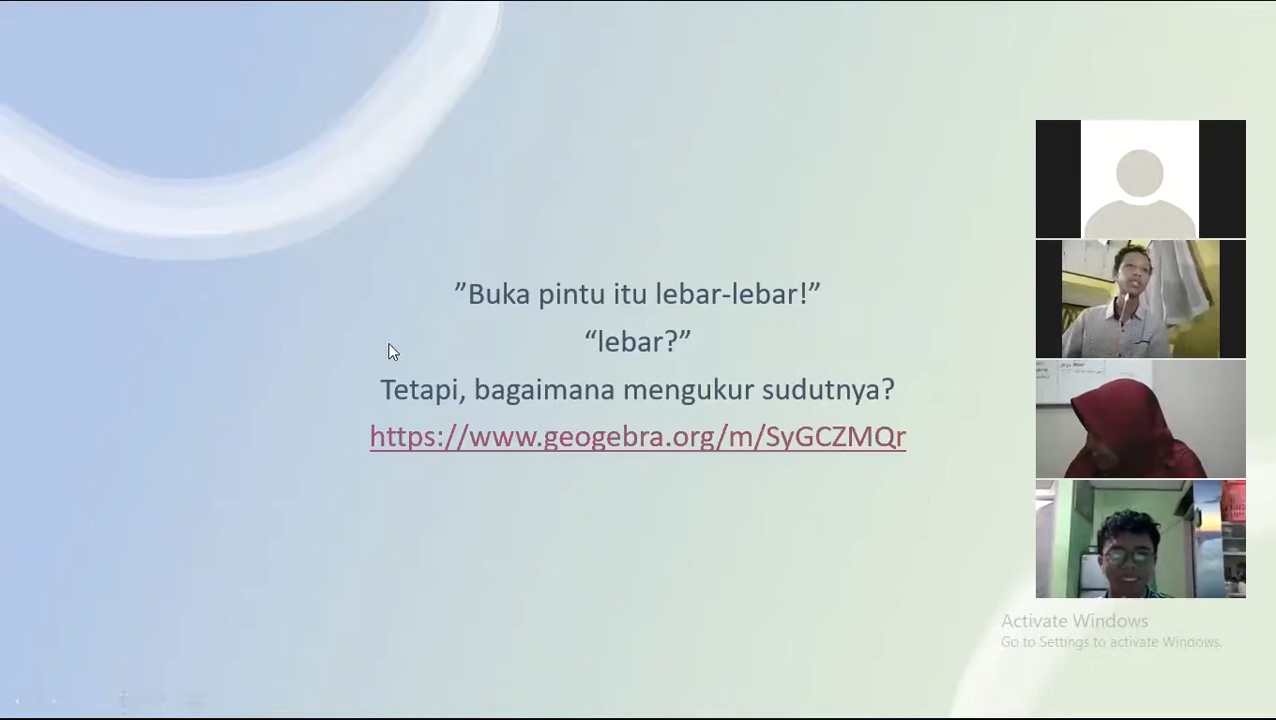 ”Buka pintu itu lebar-lebar!”
“lebar?”
Tetapi, bagaimana mengukur sudutnya?
https://www.geogebra.org/m/SyGCZMQr
Activate Windows
Go to Settings to activate Windows.